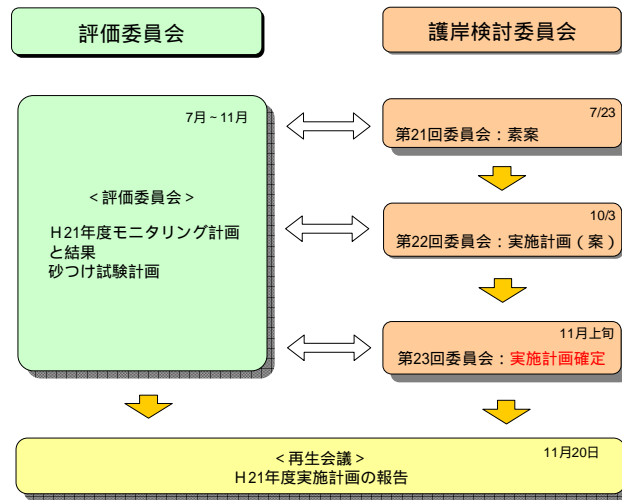 評価委員会
護岸検討委員会
7月~11月
<評価委員会>
H21年度モニタリング計画
と結果
砂つけ試験計画
7/23
第21回委員会:素案
10/3
第22回委員会:実施計画(案)
11月上旬
第23回委員会:実施計画確定
<再生会議>
11月20日
H21年度実施計画の報告